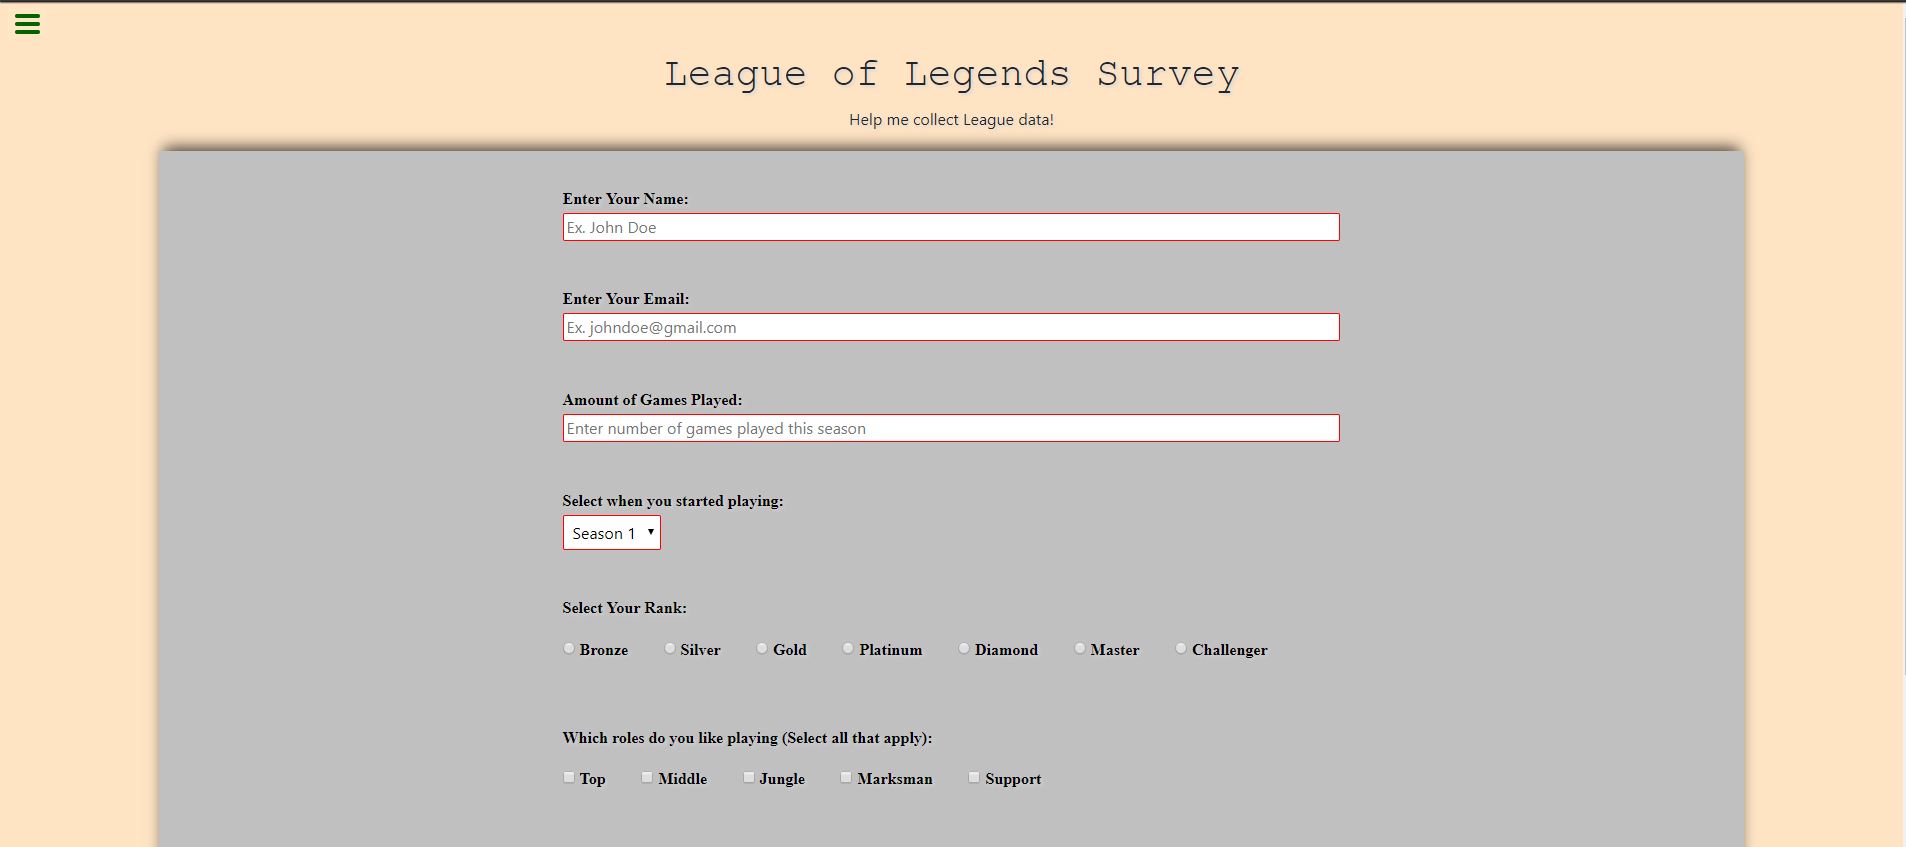 League of Legends Survey
Help me collect League data!
Enter Your Name:
Ex. John Doe
Enter Your Email:
Ex. johndoe@gmail.com
Amount of Games Played:
Enter number of games played this season
Select when you started playing:
Season 1
Select Your Rank:
Bronze Silver Gold Platinum Diamond Master Challenger
Which roles do you like playing (Select all that apply):
Top Middle Jungle Marksman Support